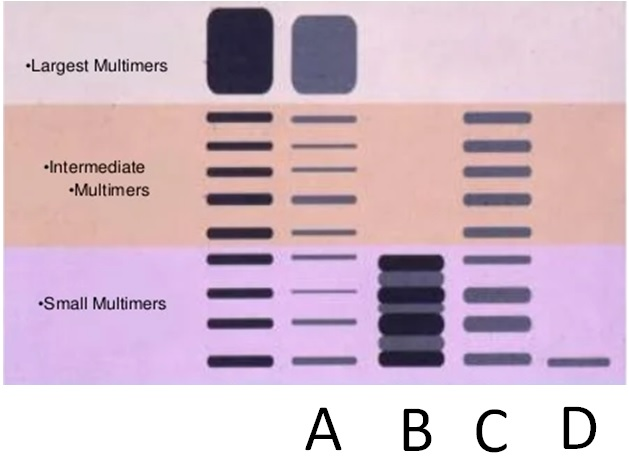 •Largest Multimers
•Intermediate
•Multimers
•Small Multimers
A B C D